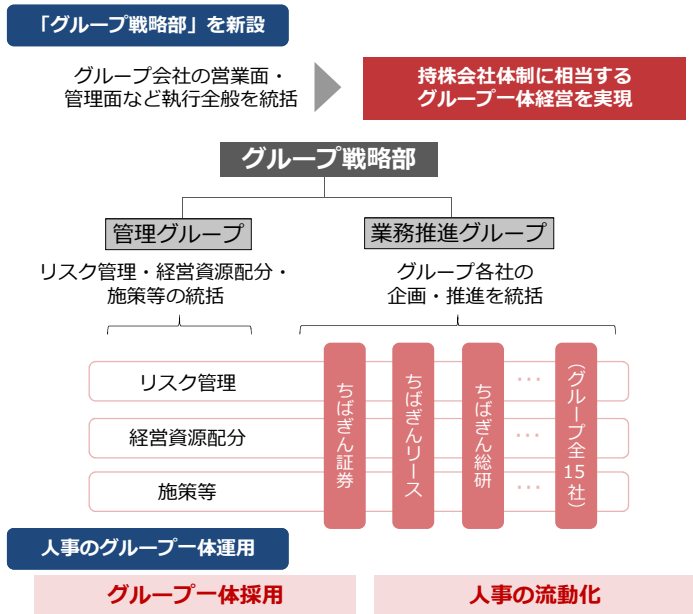 「グループ戦略部」を新設
グループ会社の営業面・
管理面など執行全般を統括
持株会社体制に相当する
グループ一体経営を実現
グループ戦略部
管理グループ
業務推進グループ
リスク管理・経営資源配分・
施策等の統括
グループ各社の
企画・推進を統括
リスク管理
経営資源配分
施策等
ちばぎん証券
ちばぎんリース
ちばぎん総研
…
…
…
（グループ全15社）
人事のグループ一体運用
グループ一体採用
人事の流動化